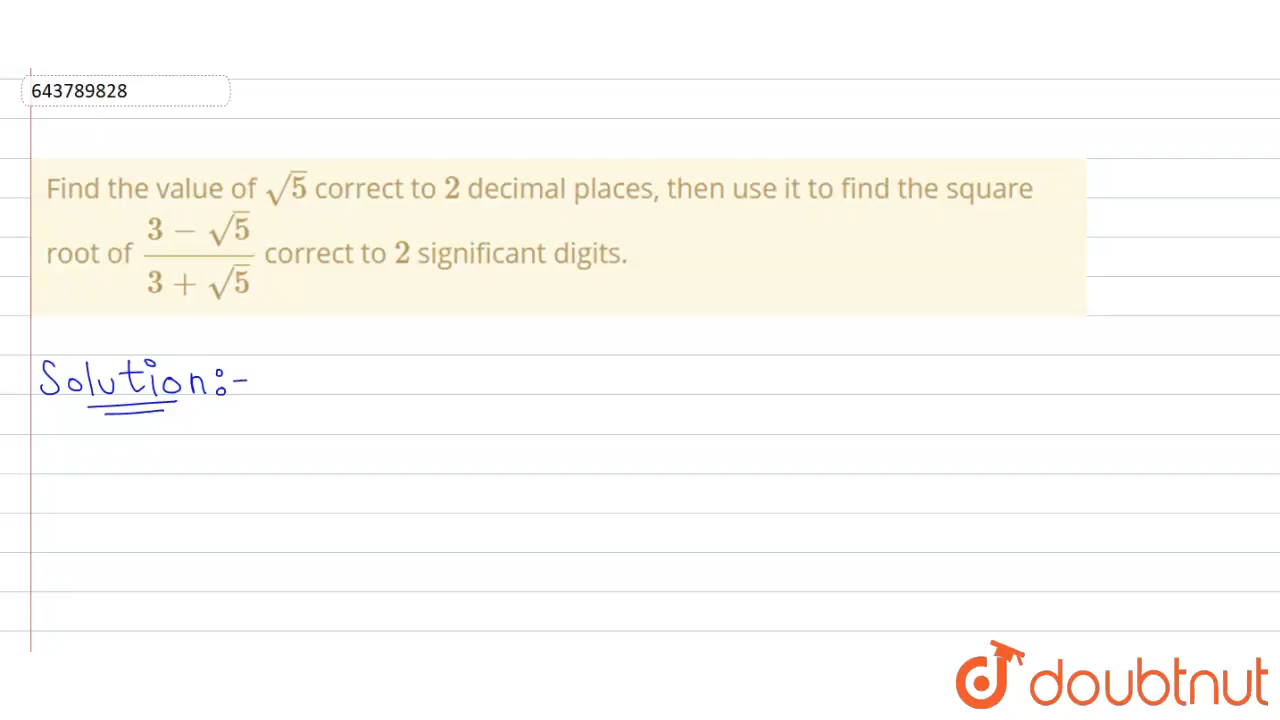 643789828
Find the value of √5 correct to 2 decimal places, then use it to find the square
root of (3 − √5)/(3 + √5) correct to 2 significant digits.
Solution:-
doubtnut